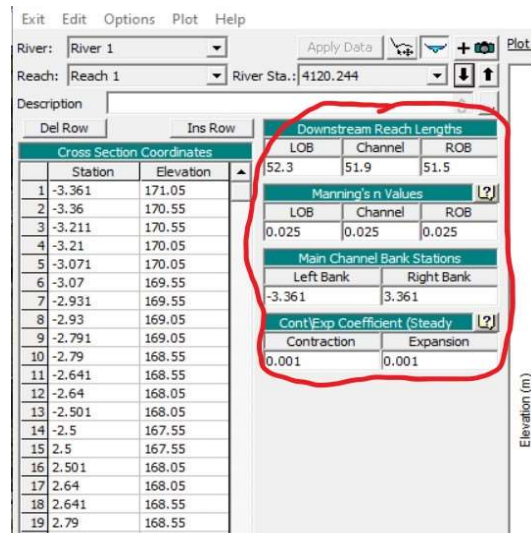 Exit Edit Options Plot Help
River: River 1 Apply Data Plot
Reach: Reach 1 River Sta.: 4120.244
Description ...
Del Row Ins Row
Cross Section Coordinates
Station Elevation
1 -3.361 171.05
2 -3.36 170.55
3 -3.211 170.55
4 -3.21 170.05
5 -3.071 170.05
6 -3.07 169.55
7 -2.931 169.55
8 -2.93 169.05
9 -2.791 169.05
10 -2.79 168.55
11 -2.641 168.55
12 -2.64 168.05
13 -2.501 168.05
14 -2.5 167.55
15 2.5 167.55
16 2.501 168.05
17 2.64 168.05
18 2.641 168.55
19 2.79 168.55
Downstream Reach Lengths
LOB Channel ROB
52.3 51.9 51.5
Manning's n Values
LOB Channel ROB
0.025 0.025 0.025
Main Channel Bank Stations
Left Bank Right Bank
-3.361 3.361
Cont\Exp Coefficient (Steady
Contraction Expansion
0.001 0.001
Elevation (m)